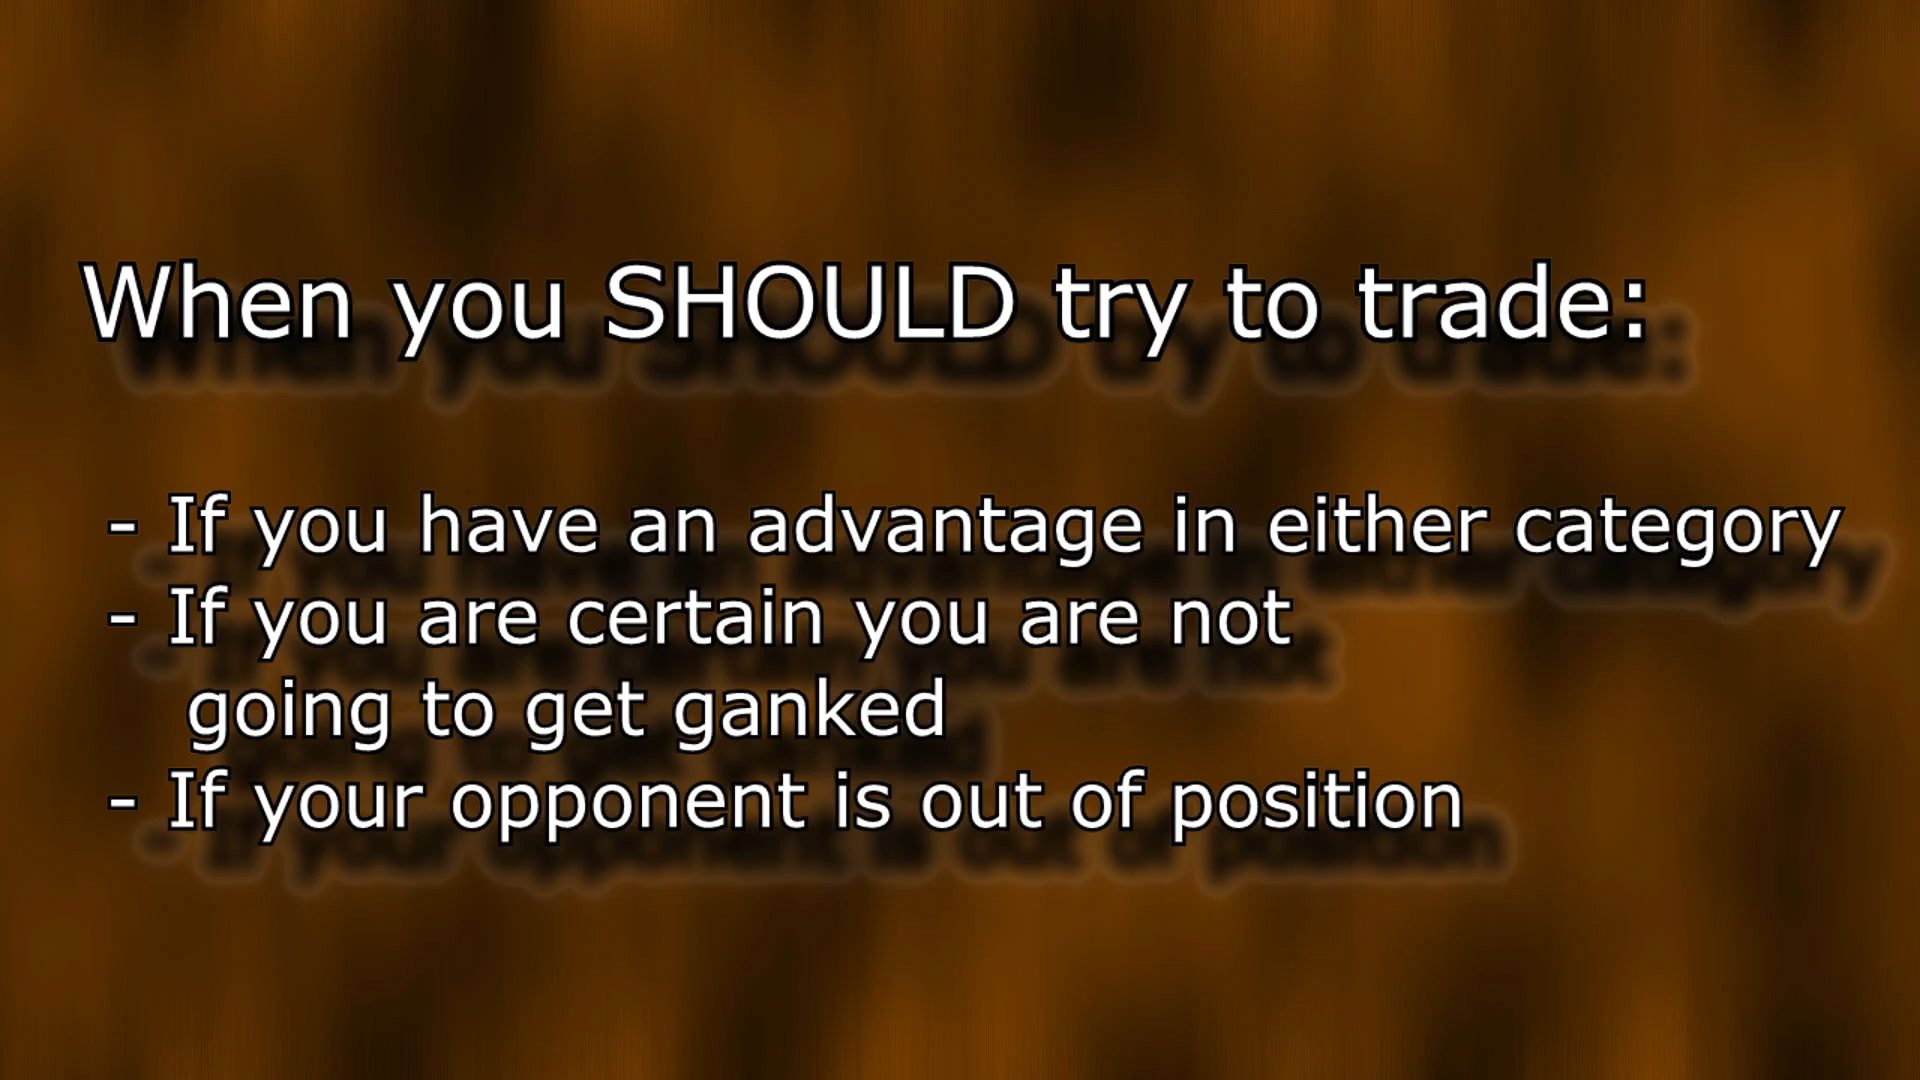 When you SHOULD try to trade:
- If you have an advantage in either category
- If you are certain you are not
going to get ganked
- If your opponent is out of position